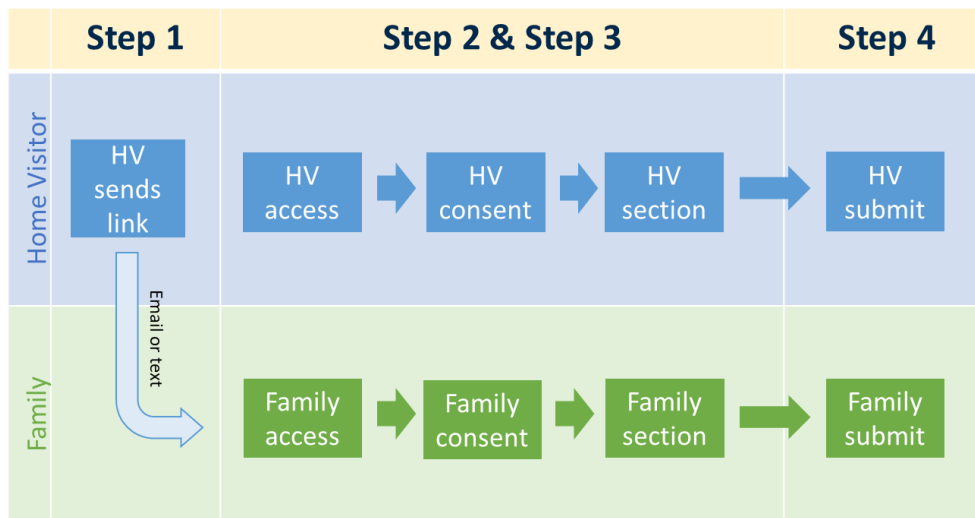 Step 1
Step 2 & Step 3
Step 4
Home Visitor
HV
sends
link
HV
access
HV
consent
HV
section
HV
submit
Email or text
Family
Family
access
Family
consent
Family
section
Family
submit